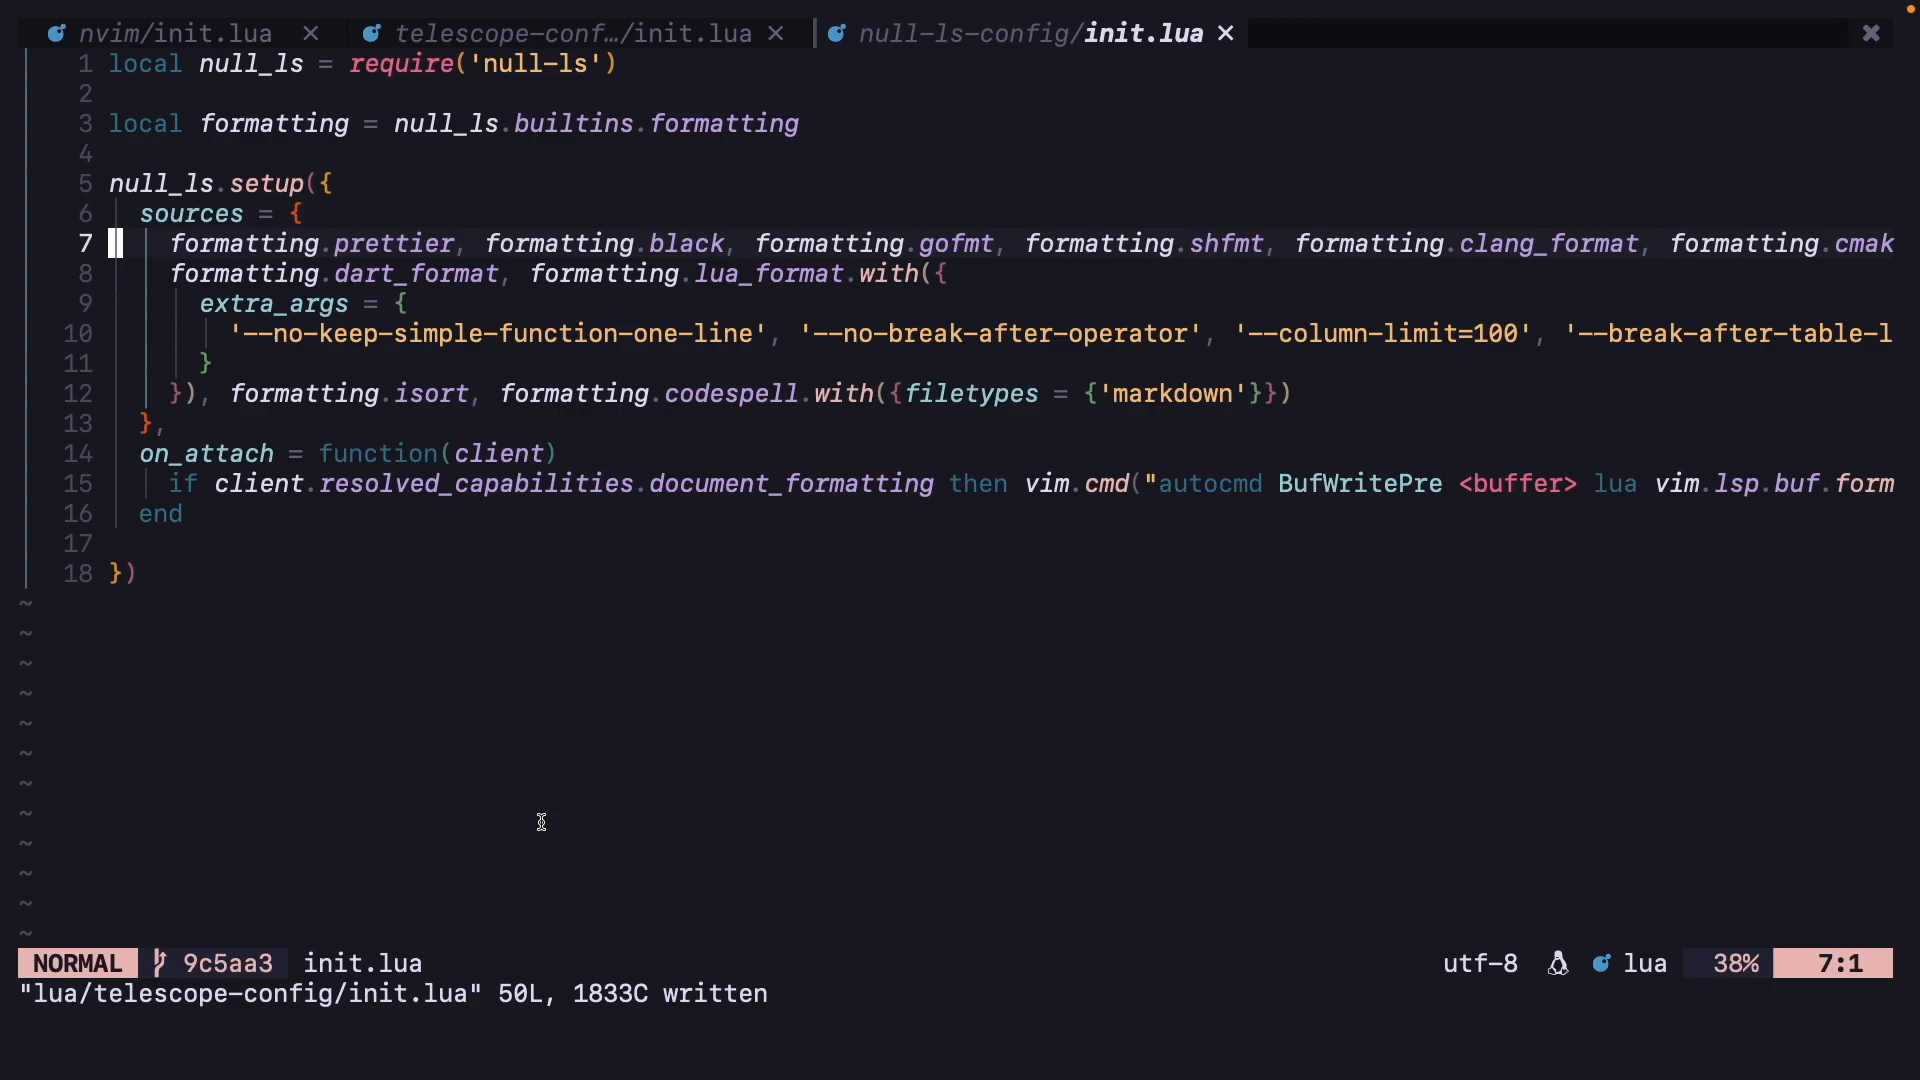 nvim/init.lua × telescope-conf…/init.lua × null-ls-config/init.lua × ✖
1 local null_ls = require('null-ls')
2
3 local formatting = null_ls.builtins.formatting
4
5 null_ls.setup({
6 sources = {
7 formatting.prettier, formatting.black, formatting.gofmt, formatting.shfmt, formatting.clang_format, formatting.cmak
8 formatting.dart_format, formatting.lua_format.with({
9 extra_args = {
10 '--no-keep-simple-function-one-line', '--no-break-after-operator', '--column-limit=100', '--break-after-table-l
11 }
12 }), formatting.isort, formatting.codespell.with({filetypes = {'markdown'}})
13 },
14 on_attach = function(client)
15 if client.resolved_capabilities.document_formatting then vim.cmd("autocmd BufWritePre <buffer> lua vim.lsp.buf.form
16 end
17
18 })
~
~
~
~
~
~
~
~
~
~
~
~
NORMAL 9c5aa3 init.lua utf-8 lua 38% 7:1
"lua/telescope-config/init.lua" 50L, 1833C written